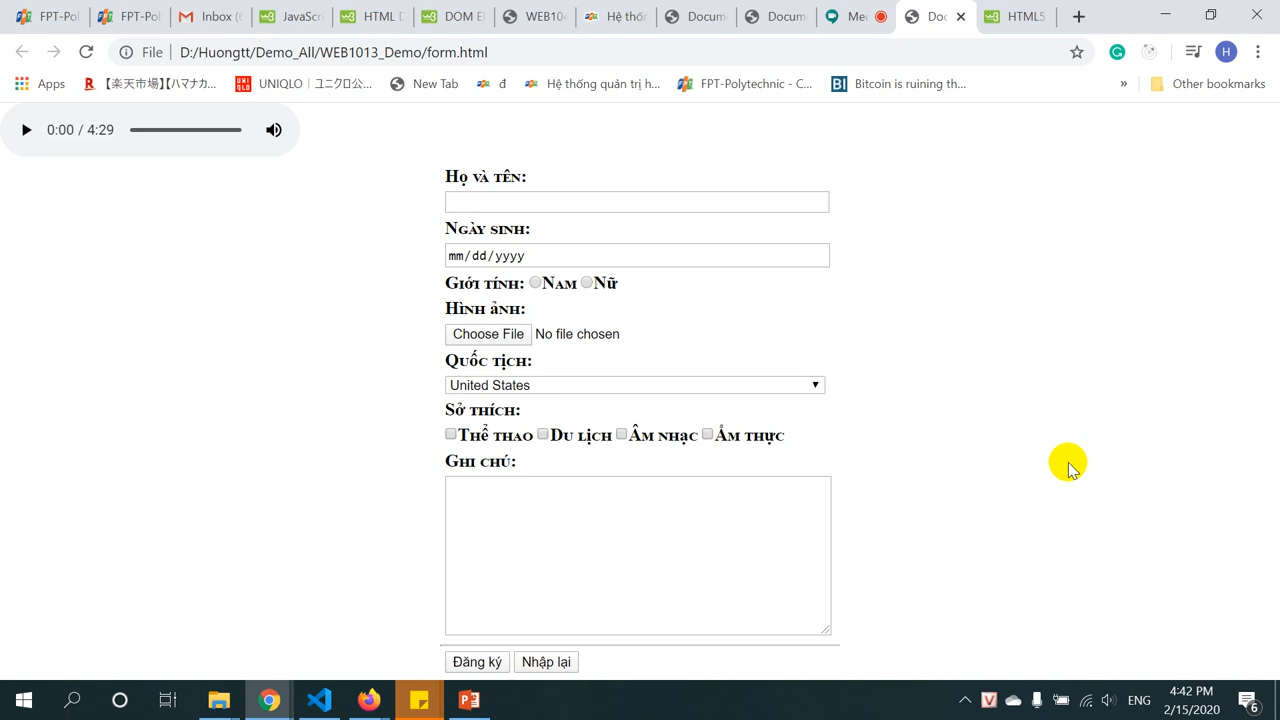 FPT-Pol
FPT-Pol
Inbox (6
JavaScr
HTML D
DOM El
WEB104
Hệ thốn
Docum
Docum
Mee
Doc
HTML5
File | D:/Huongtt/Demo_All/WEB1013_Demo/form.html
H
Apps
【楽天市場】【ハマナカ...
UNIQLO｜ユニクロ公...
New Tab
đ
Hệ thống quản trị h...
FPT-Polytechnic - C...
Bitcoin is ruining th...
»
Other bookmarks
0:00 / 4:29
Họ và tên:
Ngày sinh:
mm/dd/yyyy
Giới tính: Nam Nữ
Hình ảnh:
Choose File No file chosen
Quốc tịch:
United States
Sở thích:
Thể thao Du lịch Âm nhạc Ẩm thực
Ghi chú:
Đăng ký Nhập lại
ENG
4:42 PM
2/15/2020
6